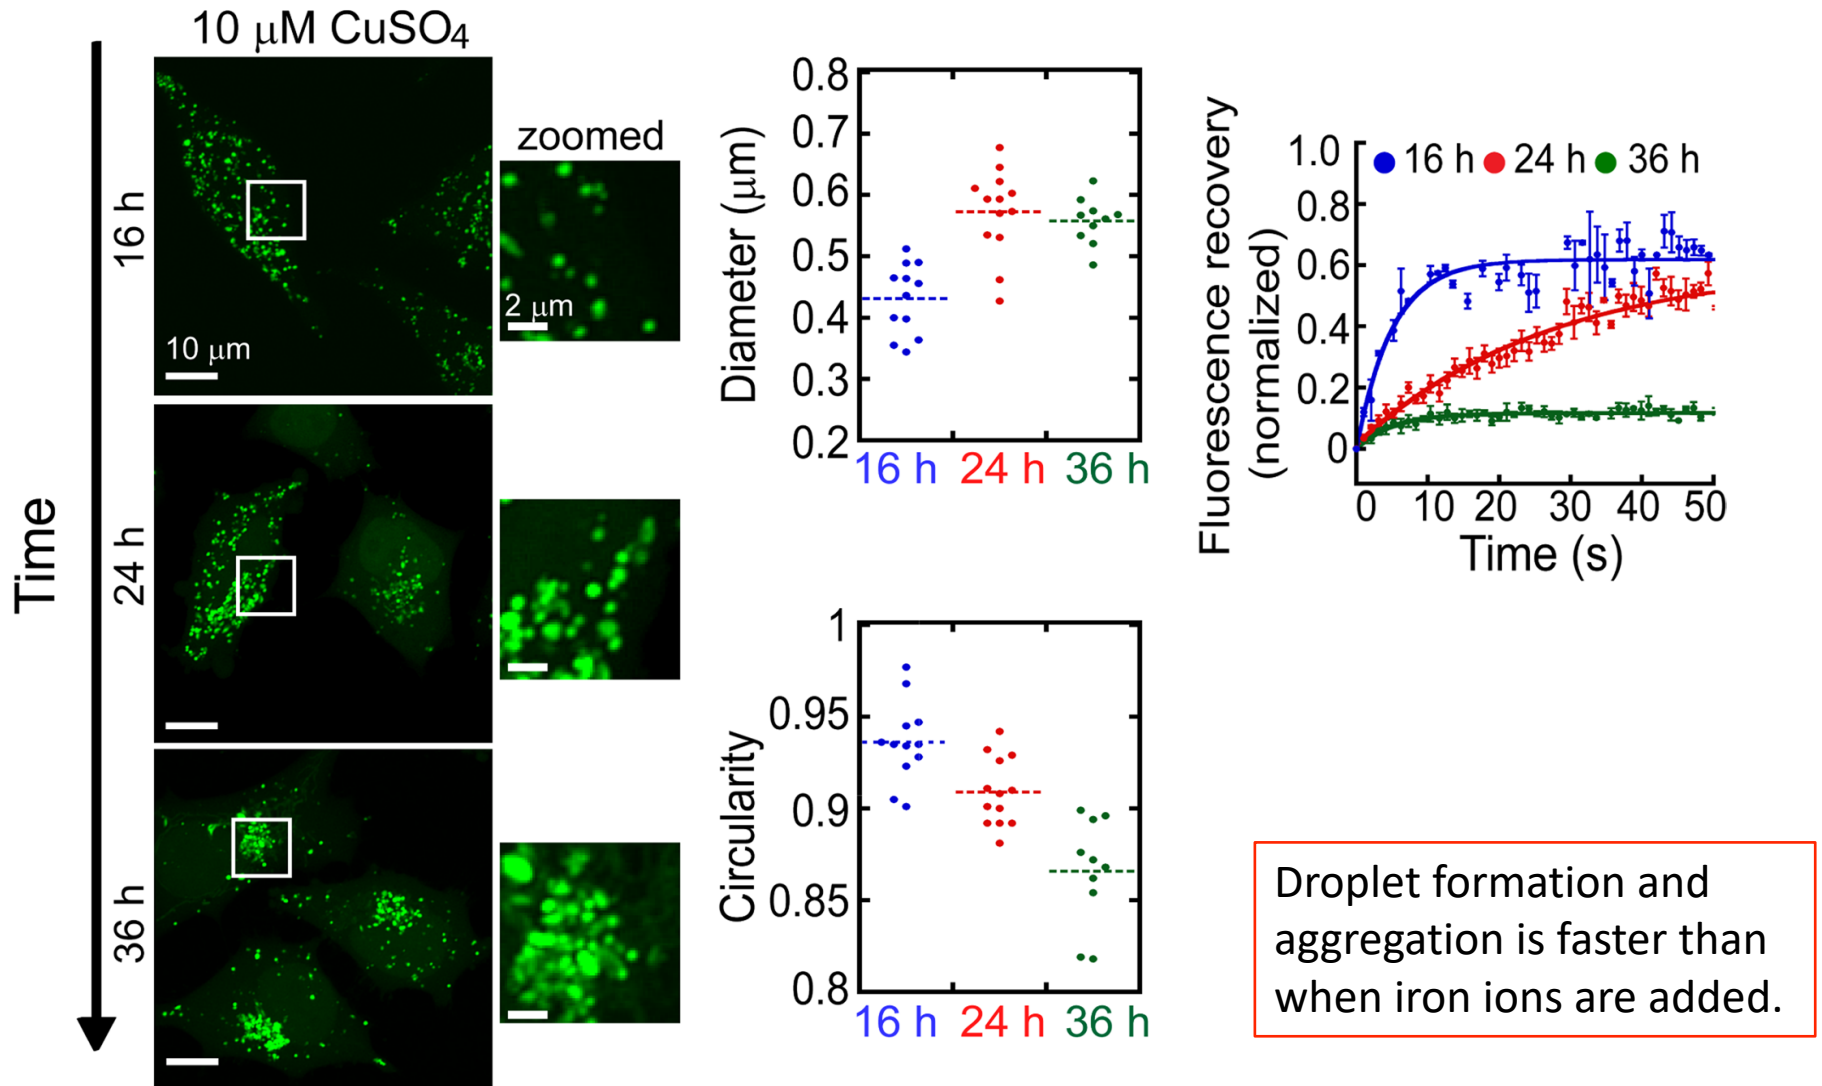 10 μM CuSO4
Time
16 h
10 μm
zoomed
2 μm
24 h
36 h
Diameter (μm)
0.8
0.7
0.6
0.5
0.4
0.3
0.2
16 h 24 h 36 h
Circularity
1
0.95
0.9
0.85
0.8
16 h 24 h 36 h
Fluorescence recovery
(normalized)
16 h 24 h 36 h
1.0
0.8
0.6
0.4
0.2
0
0 10 20 30 40 50
Time (s)
Droplet formation and
aggregation is faster than
when iron ions are added.